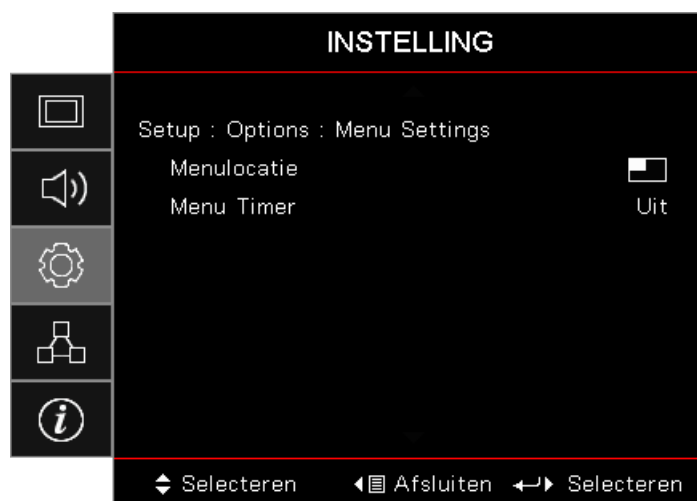 INSTELLING
Setup : Options : Menu Settings
Menulocatie
Menu Timer Uit
Selecteren Afsluiten Selecteren